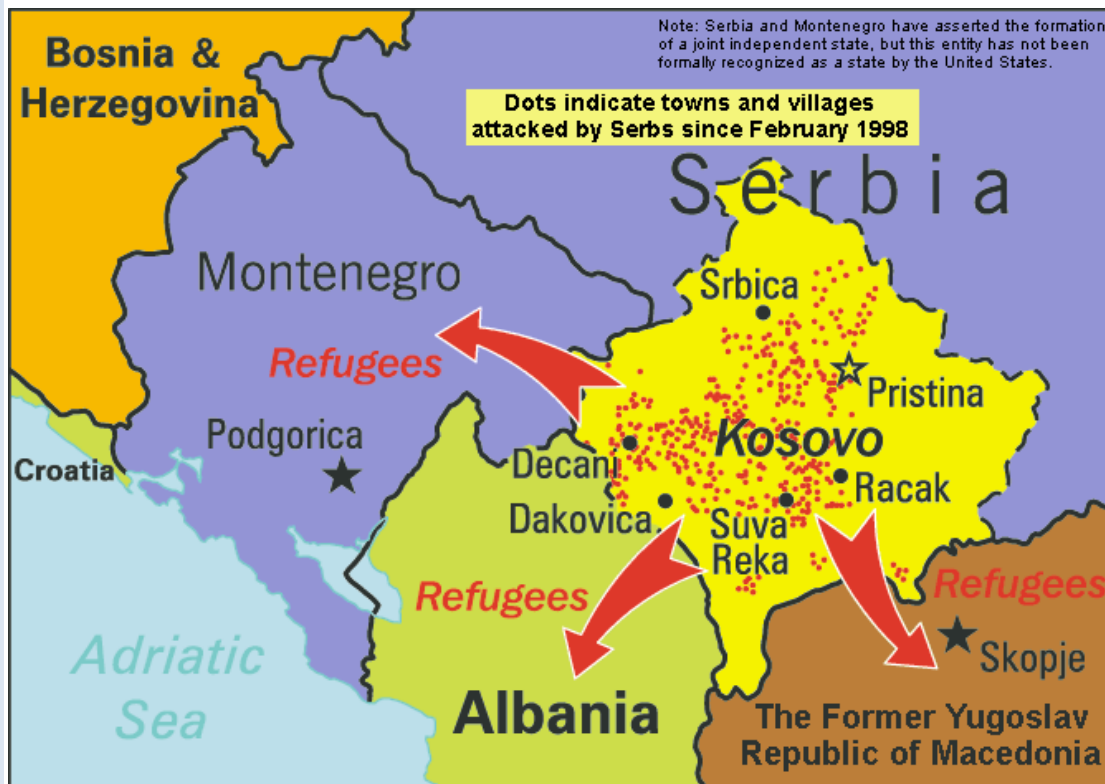 Bosnia &
Herzegovina
Note: Serbia and Montenegro have asserted the formation
of a joint independent state, but this entity has not been
formally recognized as a state by the United States.
Dots indicate towns and villages
attacked by Serbs since February 1998
Serbia
Montenegro
Srbica
Refugees
Pristina
Podgorica
Kosovo
Croatia
Decani
Racak
Dakovica
Suva
Reka
Refugees
Refugees
Adriatic
Sea
Skopje
Albania
The Former Yugoslav
Republic of Macedonia